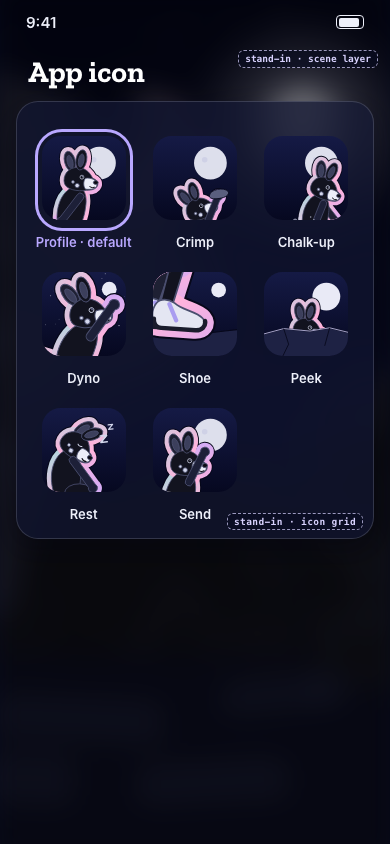 9:41
stand-in · scene layer
App icon
Profile · default
Crimp
Chalk-up
Dyno
Shoe
Peek
z
z
Rest
Send
stand-in · icon grid